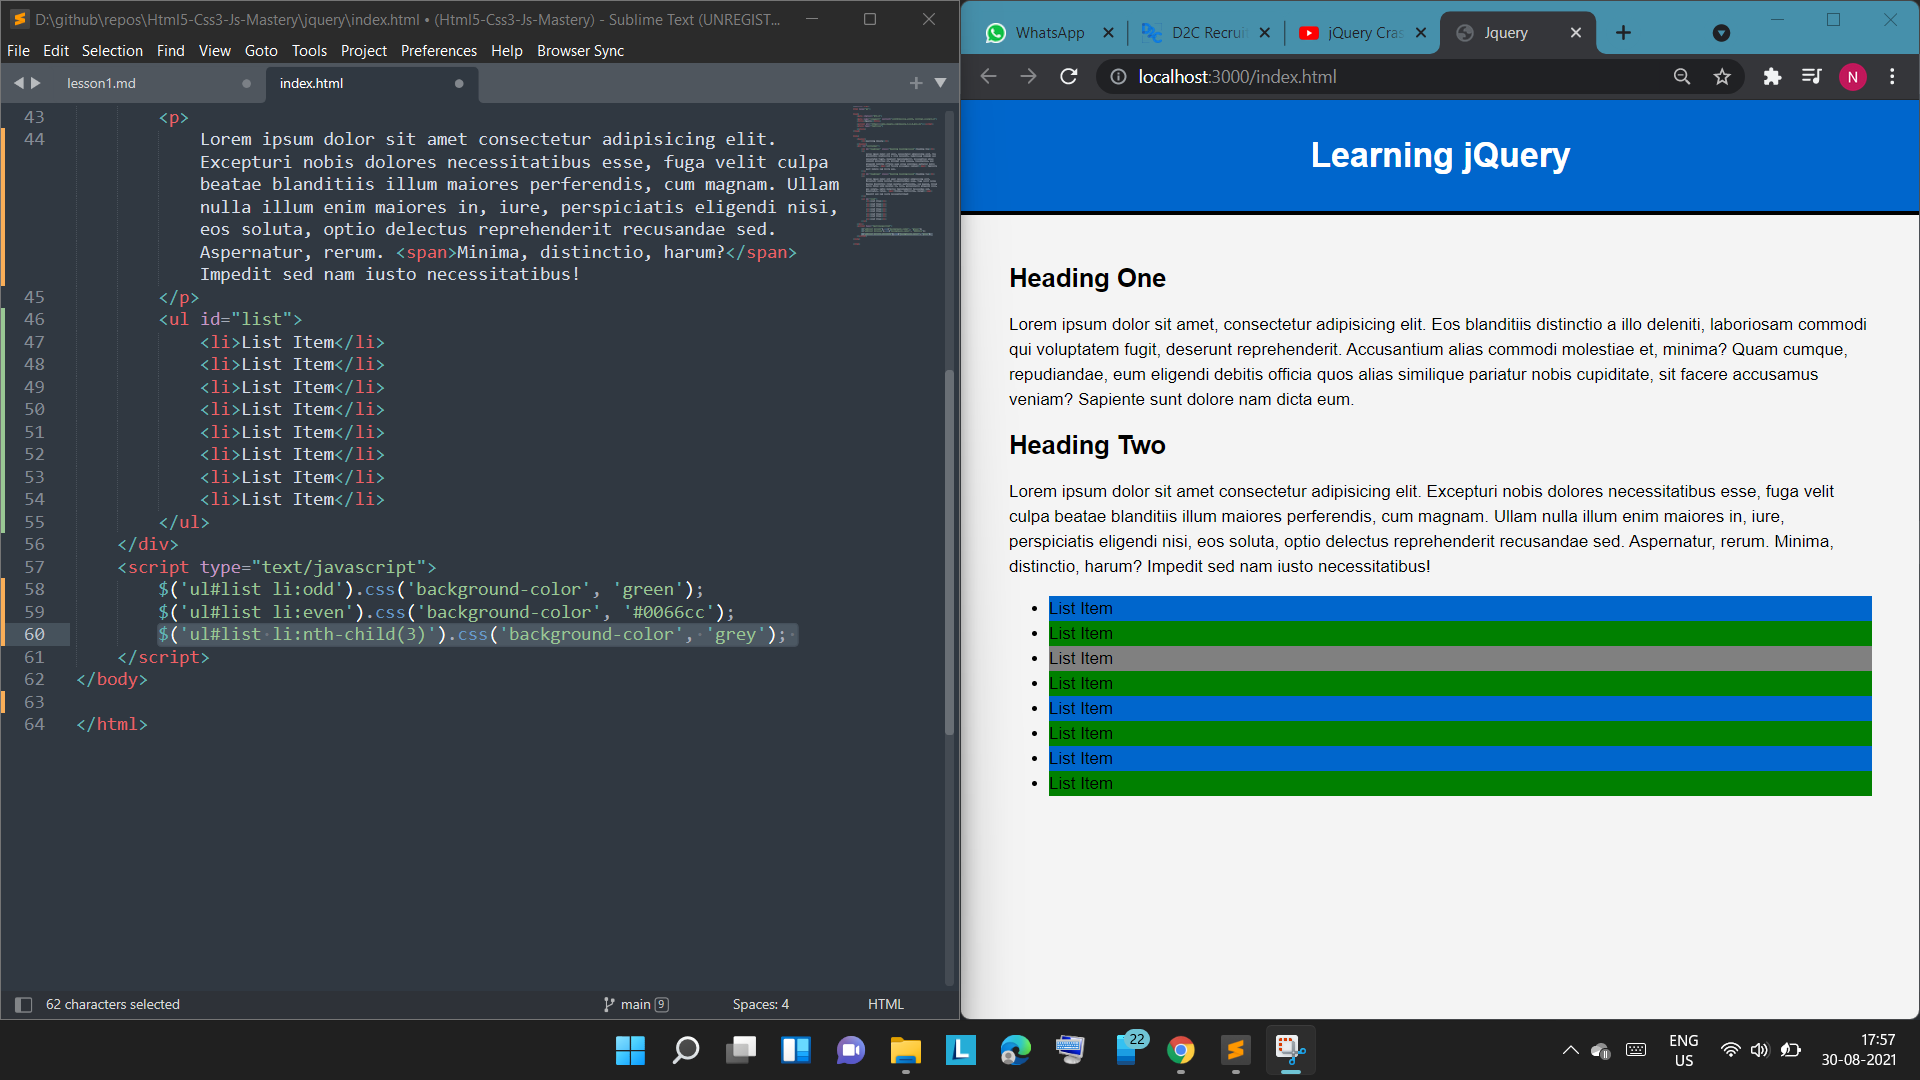 D:\github\repos\Html5-Css3-Js-Mastery\jquery\index.html • (Html5-Css3-Js-Mastery) - Sublime Text (UNREGIST...
File Edit Selection Find View Goto Tools Project Preferences Help Browser Sync
lesson1.md
index.html
43 <p>
44 Lorem ipsum dolor sit amet consectetur adipisicing elit.
Excepturi nobis dolores necessitatibus esse, fuga velit culpa
beatae blanditiis illum maiores perferendis, cum magnam. Ullam
nulla illum enim maiores in, iure, perspiciatis eligendi nisi,
eos soluta, optio delectus reprehenderit recusandae sed.
Aspernatur, rerum. <span>Minima, distinctio, harum?</span>
Impedit sed nam iusto necessitatibus!
45 </p>
46 <ul id="list">
47 <li>List Item</li>
48 <li>List Item</li>
49 <li>List Item</li>
50 <li>List Item</li>
51 <li>List Item</li>
52 <li>List Item</li>
53 <li>List Item</li>
54 <li>List Item</li>
55 </ul>
56 </div>
57 <script type="text/javascript">
58 $('ul#list li:odd').css('background-color', 'green');
59 $('ul#list li:even').css('background-color', '#0066cc');
60 $('ul#list li:nth-child(3)').css('background-color', 'grey');
61 </script>
62 </body>
63
64 </html>
62 characters selected
main 9
Spaces: 4
HTML
WhatsApp
D2C Recruit
jQuery Cras
Jquery
localhost:3000/index.html
N
Learning jQuery
Heading One
Lorem ipsum dolor sit amet, consectetur adipisicing elit. Eos blanditiis distinctio a illo deleniti, laboriosam commodi
qui voluptatem fugit, deserunt reprehenderit. Accusantium alias commodi molestiae et, minima? Quam cumque,
repudiandae, eum eligendi debitis officia quos alias similique pariatur nobis cupiditate, sit facere accusamus
veniam? Sapiente sunt dolore nam dicta eum.
Heading Two
Lorem ipsum dolor sit amet consectetur adipisicing elit. Excepturi nobis dolores necessitatibus esse, fuga velit
culpa beatae blanditiis illum maiores perferendis, cum magnam. Ullam nulla illum enim maiores in, iure,
perspiciatis eligendi nisi, eos soluta, optio delectus reprehenderit recusandae sed. Aspernatur, rerum. Minima,
distinctio, harum? Impedit sed nam iusto necessitatibus!
• List Item
• List Item
• List Item
• List Item
• List Item
• List Item
• List Item
• List Item
22
ENG
US
17:57
30-08-2021